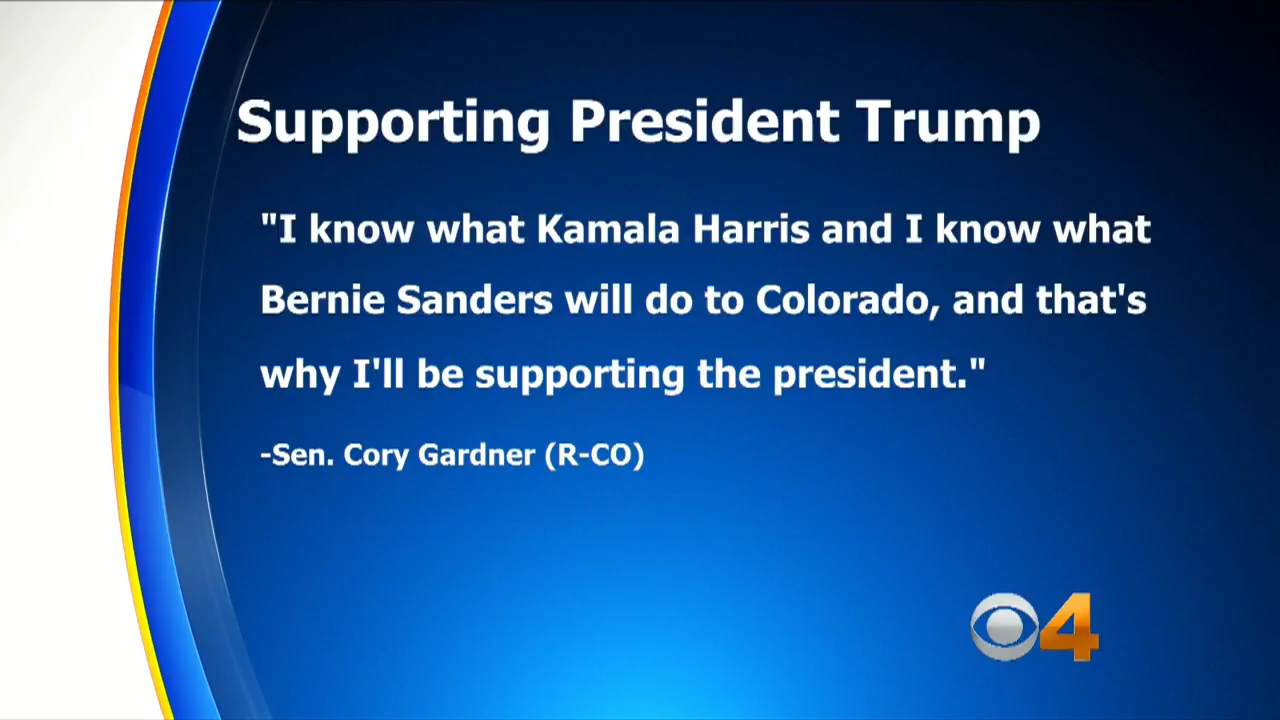 Supporting President Trump
"I know what Kamala Harris and I know what
Bernie Sanders will do to Colorado, and that's
why I'll be supporting the president."
-Sen. Cory Gardner (R-CO)
4